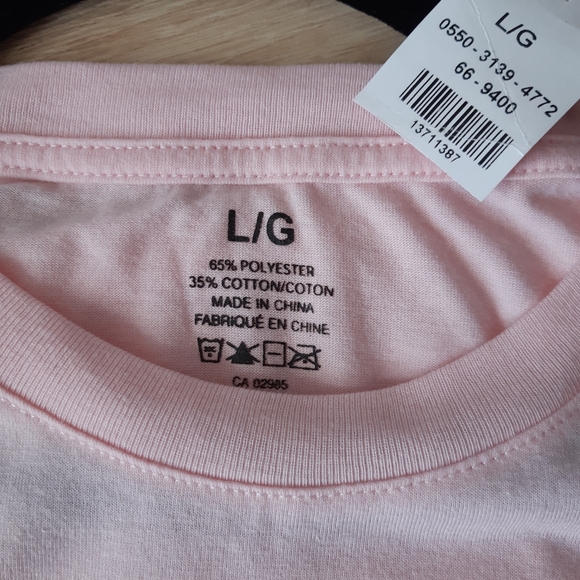 L/G
0550-3139-4772
66-9400
13711387
L/G
65% POLYESTER
35% COTTON/COTON
MADE IN CHINA
FABRIQUÉ EN CHINE
CA 02985